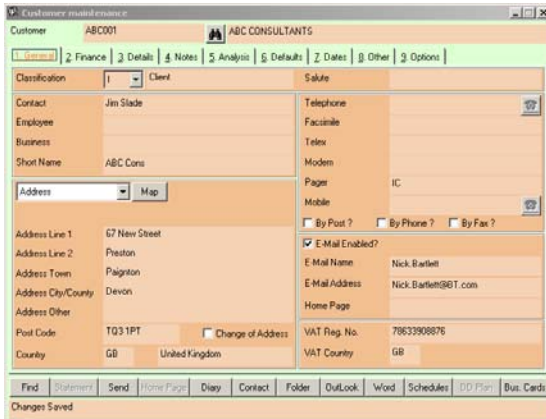 Customer maintenance
Customer ABC001 ABC CONSULTANTS
1. General 2. Finance 3. Details 4. Notes 5. Analysis 6. Defaults 7. Dates 8. Other 9. Options
Classification 1 Client Salute
Contact Jim Slade Telephone
Employee Facsimile
Business Telex
Short Name ABC Cons Modem
Pager IC
Address Map Mobile
By Post ? By Phone ? By Fax ?
Address Line 1 67 New Street E-Mail Enabled?
Address Line 2 Preston E-Mail Name Nick.Bartlett
Address Town Paignton E-Mail Address Nick.Bartlett@BT.com
Address City/County Devon Home Page
Address Other
Post Code TQ3 1PT Change of Address VAT Reg. No. 78633908876
Country GB United Kingdom VAT Country GB
Find Statement Send Home Page Diary Contact Folder OutLook Word Schedules DD Plan Bus. Cards
Changes Saved